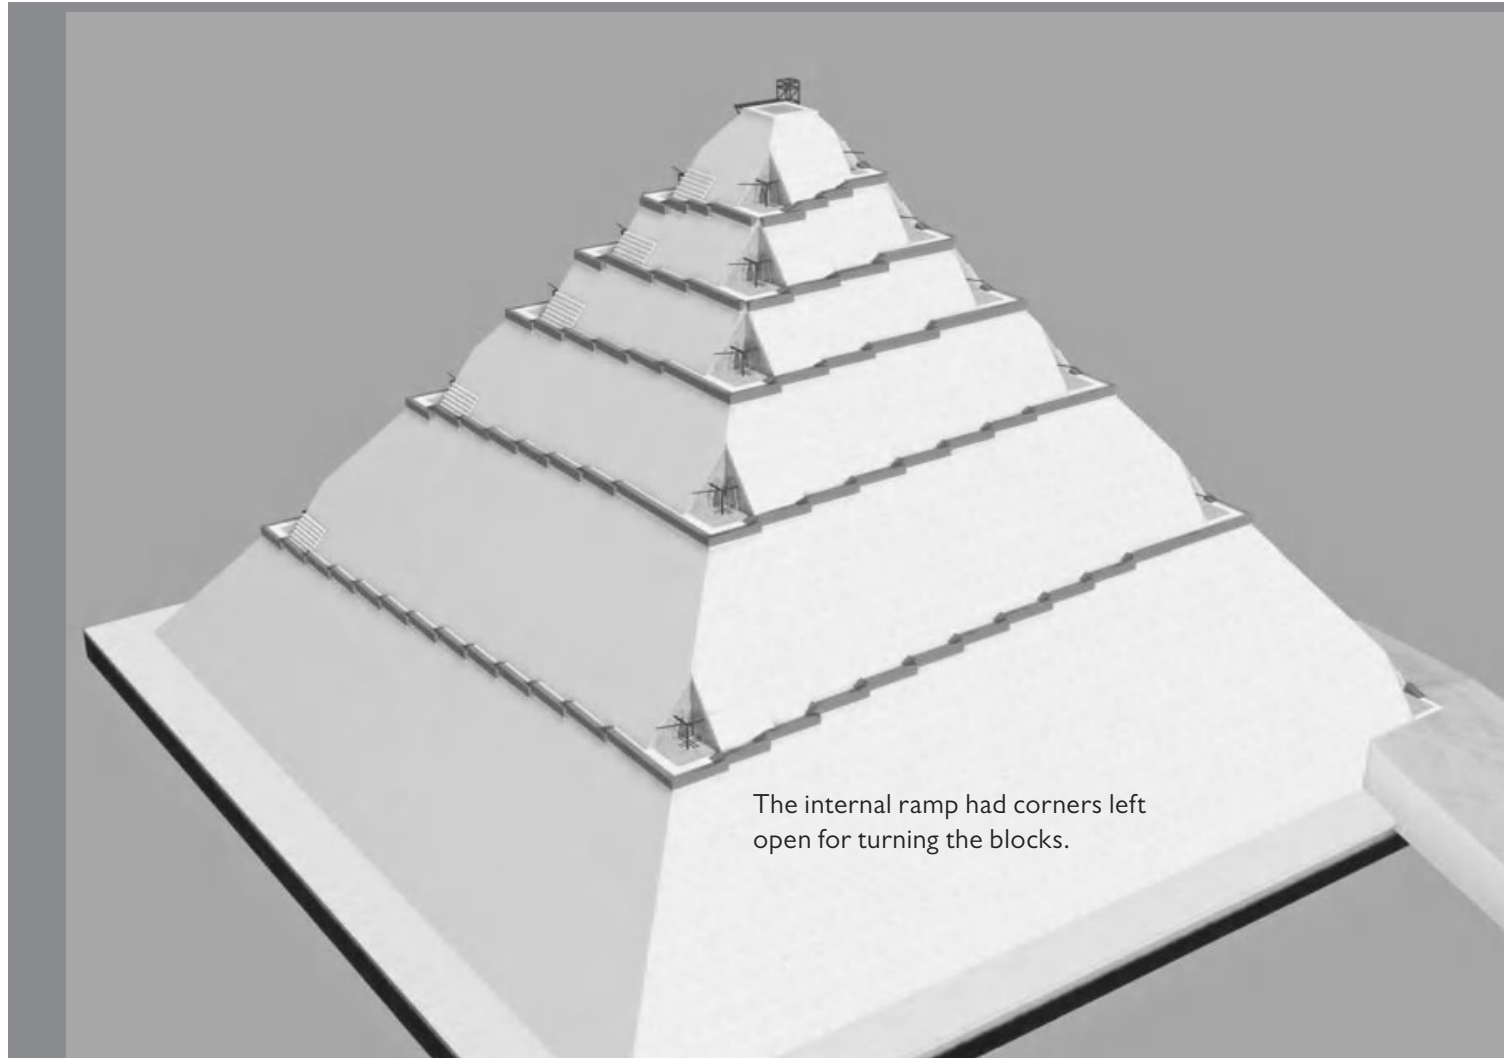 The internal ramp had corners left
open for turning the blocks.